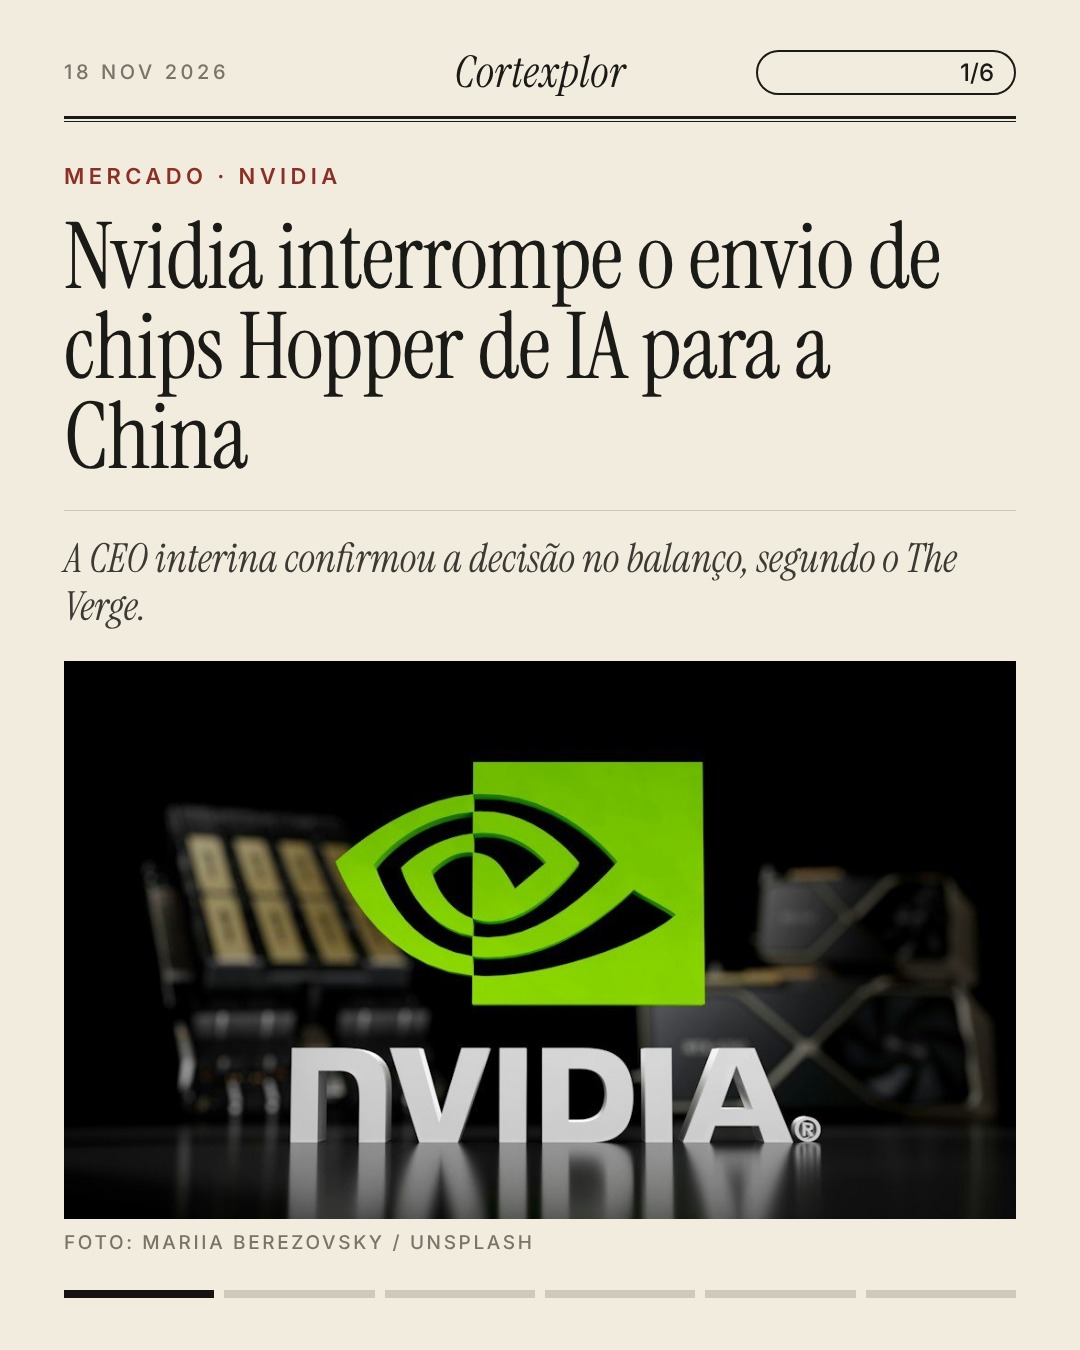 18 NOV 2026
Cortexplor
1/6
MERCADO · NVIDIA
Nvidia interrompe o envio de
chips Hopper de IA para a
China
A CEO interina confirmou a decisão no balanço, segundo o The
Verge.
NVIDIA®
FOTO: MARIIA BEREZOVSKY / UNSPLASH